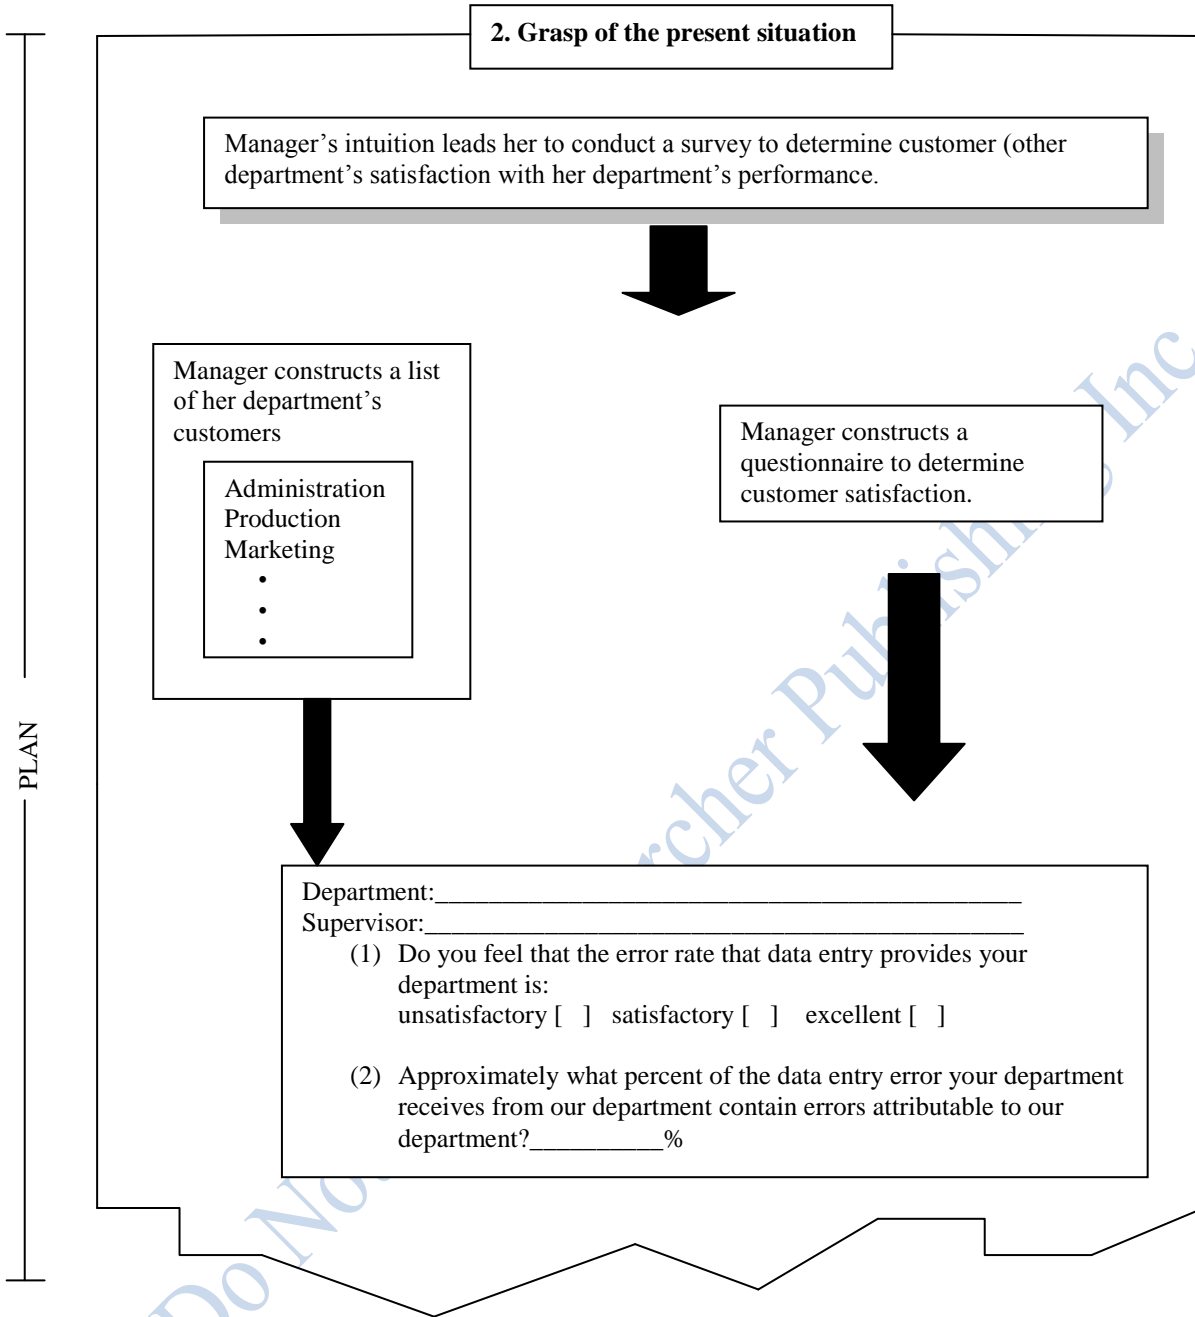 2. Grasp of the present situation
Manager’s intuition leads her to conduct a survey to determine customer (other
department’s satisfaction with her department’s performance.
Manager constructs a list
of her department’s
customers
Administration
Production
Marketing
•
•
•
Manager constructs a
questionnaire to determine
customer satisfaction.
PLAN
Department:____________________________________________
Supervisor:_____________________________________________
(1) Do you feel that the error rate that data entry provides your
department is:
unsatisfactory [ ] satisfactory [ ] excellent [ ]
(2) Approximately what percent of the data entry error your department
receives from our department contain errors attributable to our
department?__________%
Do
Inc